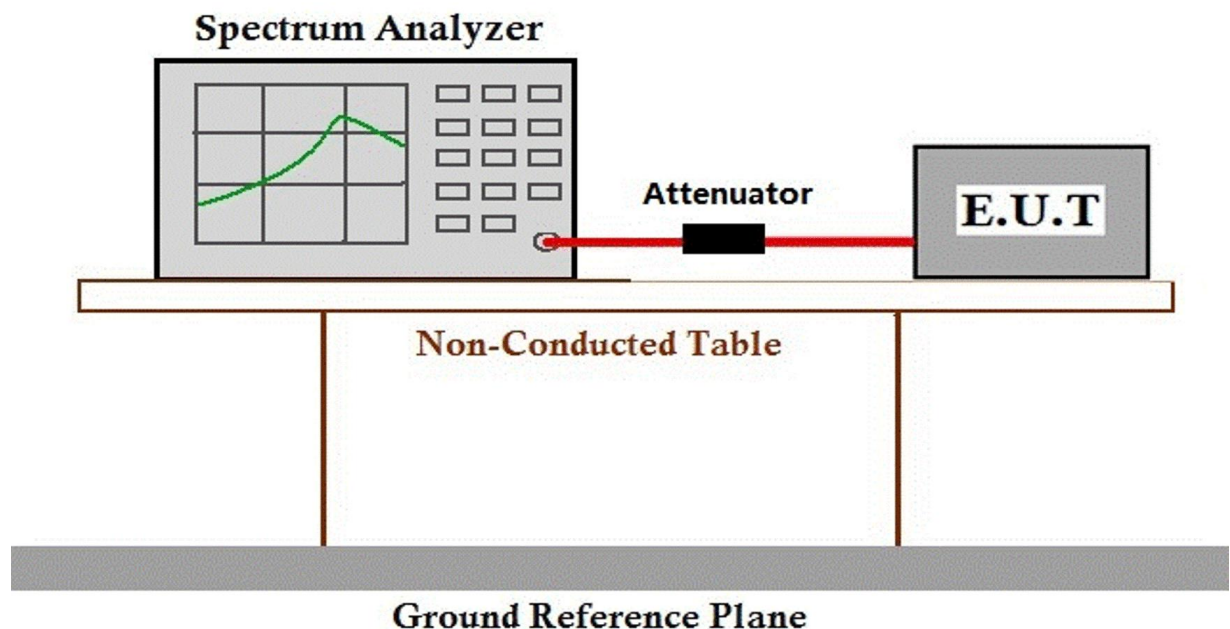 Spectrum Analyzer
Attenuator
E.U.T
Non-Conducted Table
Ground Reference Plane